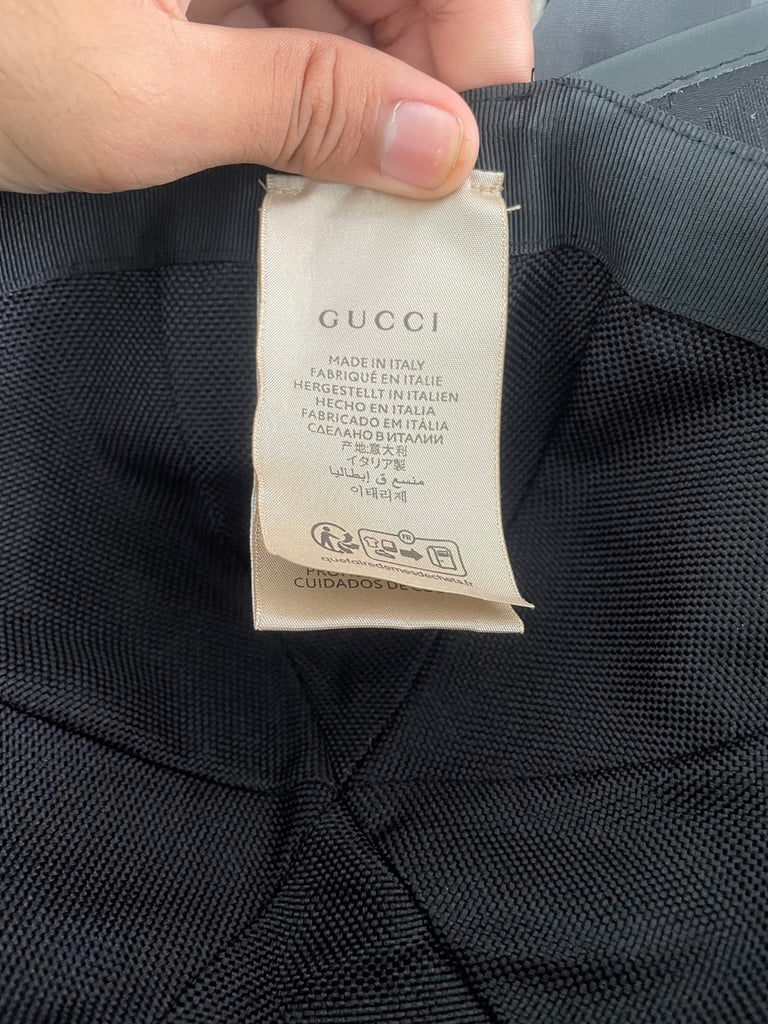 GUCCI
MADE IN ITALY
FABRIQUÉ EN ITALIE
HERGESTELLT IN ITALIEN
HECHO EN ITALIA
FABRICADO EM ITÁLIA
СДЕЛАНО В ИТАЛИИ
产地:意大利
イタリア製
صنع في إيطاليا
이태리제
FR
quefairedemesdechets.fr
CUIDADOS DE